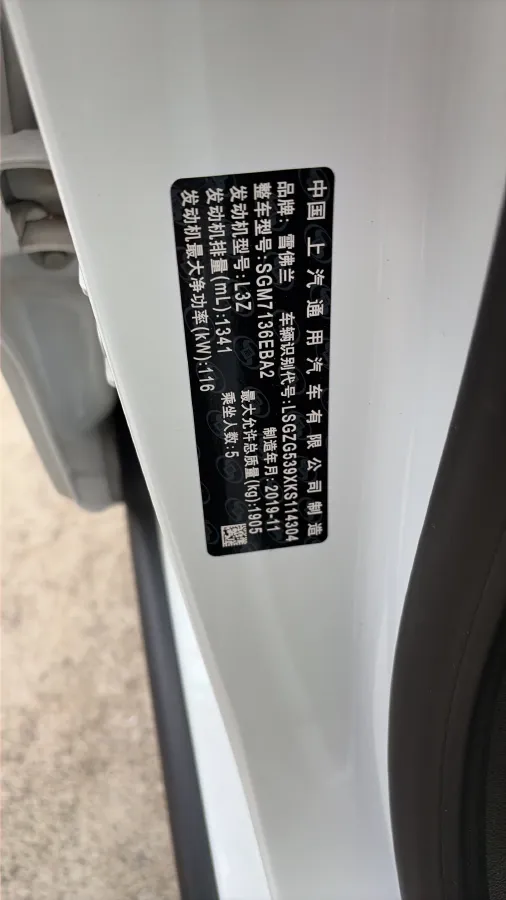 中国 上汽通用汽车有限公司制造
品牌: 雪佛兰 车辆识别代号:LSGZG539XKS114304
整车型号:SGM7136EBA2 制造年月:2019-11
发动机型号:L3Z 最大允许总质量(kg):1905
发动机排量(mL):1341 乘坐人数:5
发动机最大净功率(kW):116